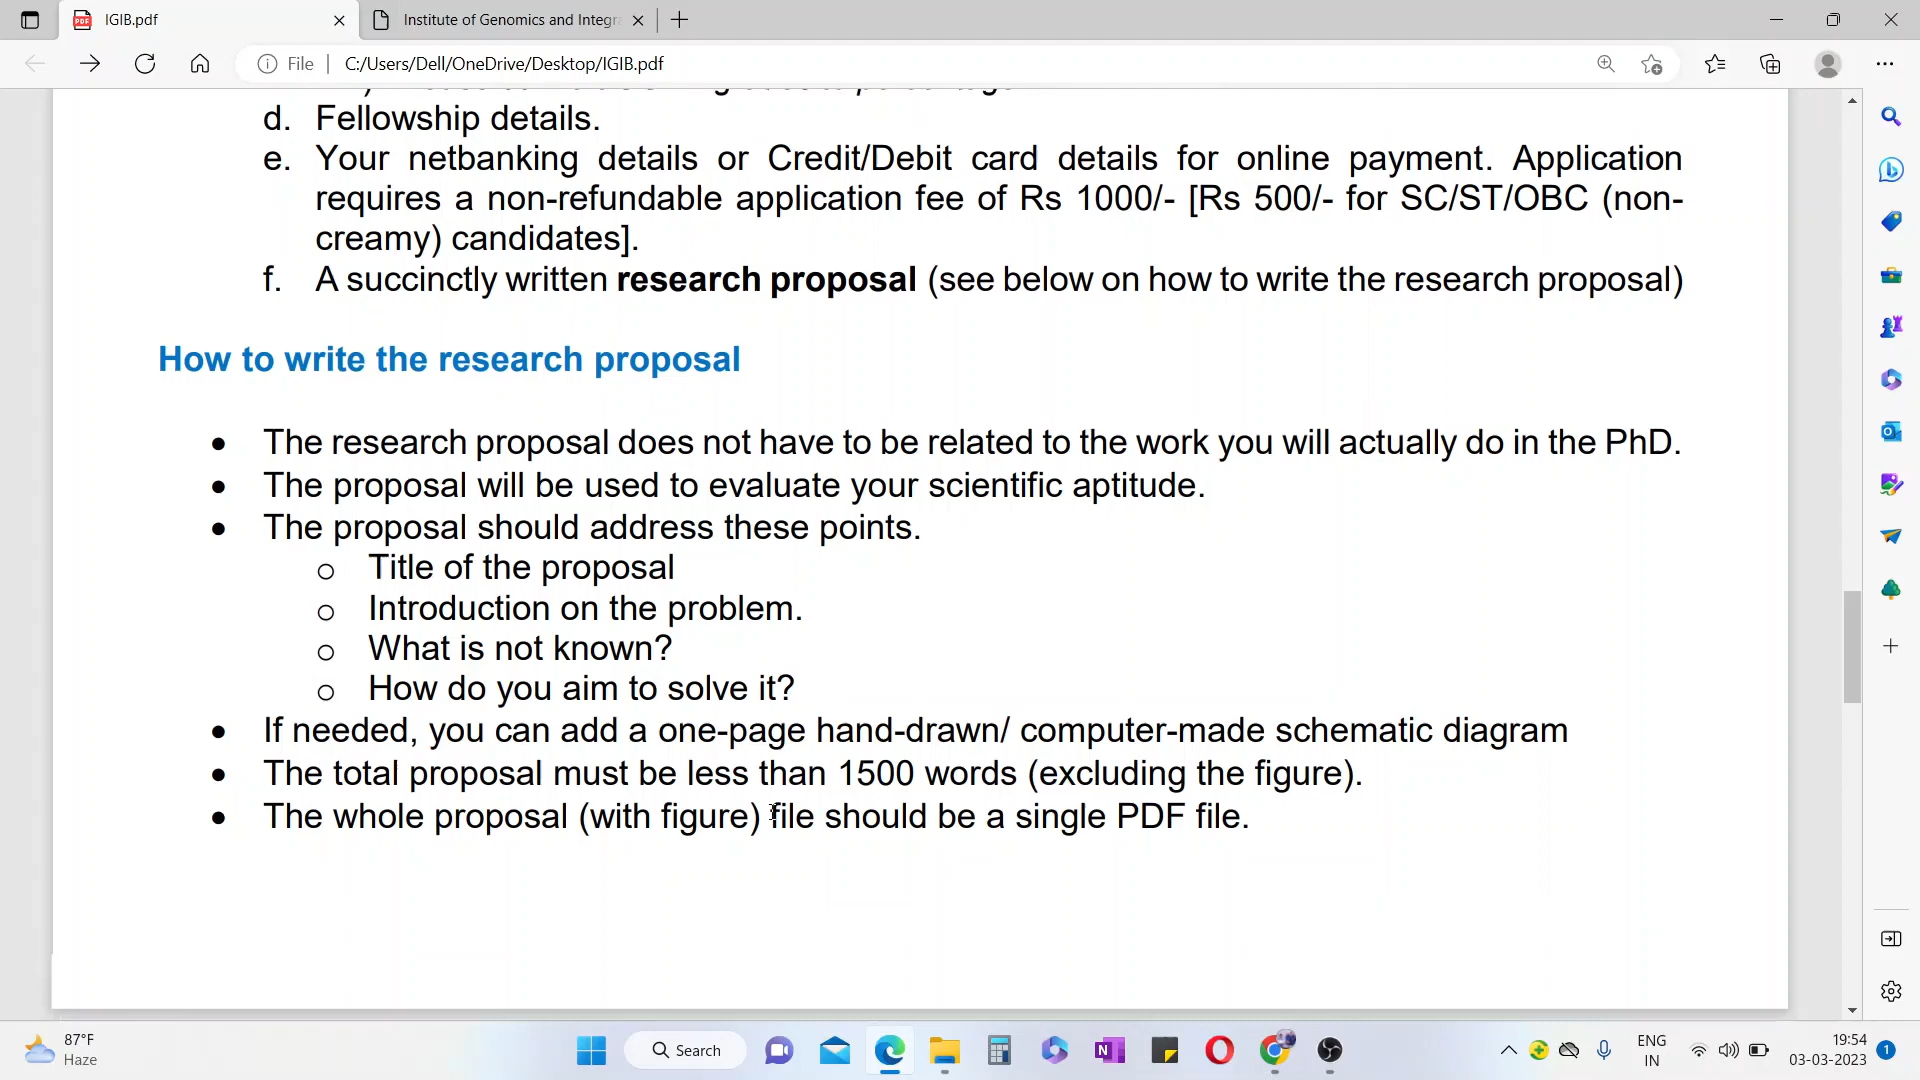 IGIB.pdf
Institute of Genomics and Integr
File
C:/Users/Dell/OneDrive/Desktop/IGIB.pdf
d. Fellowship details.
e. Your netbanking details or Credit/Debit card details for online payment. Application
requires a non-refundable application fee of Rs 1000/- [Rs 500/- for SC/ST/OBC (non-
creamy) candidates].
f. A succinctly written research proposal (see below on how to write the research proposal)
How to write the research proposal
• The research proposal does not have to be related to the work you will actually do in the PhD.
• The proposal will be used to evaluate your scientific aptitude.
• The proposal should address these points.
o Title of the proposal
o Introduction on the problem.
o What is not known?
o How do you aim to solve it?
• If needed, you can add a one-page hand-drawn/ computer-made schematic diagram
• The total proposal must be less than 1500 words (excluding the figure).
• The whole proposal (with figure) file should be a single PDF file.
87°F
Haze
Search
ENG
IN
19:54
03-03-2023
1